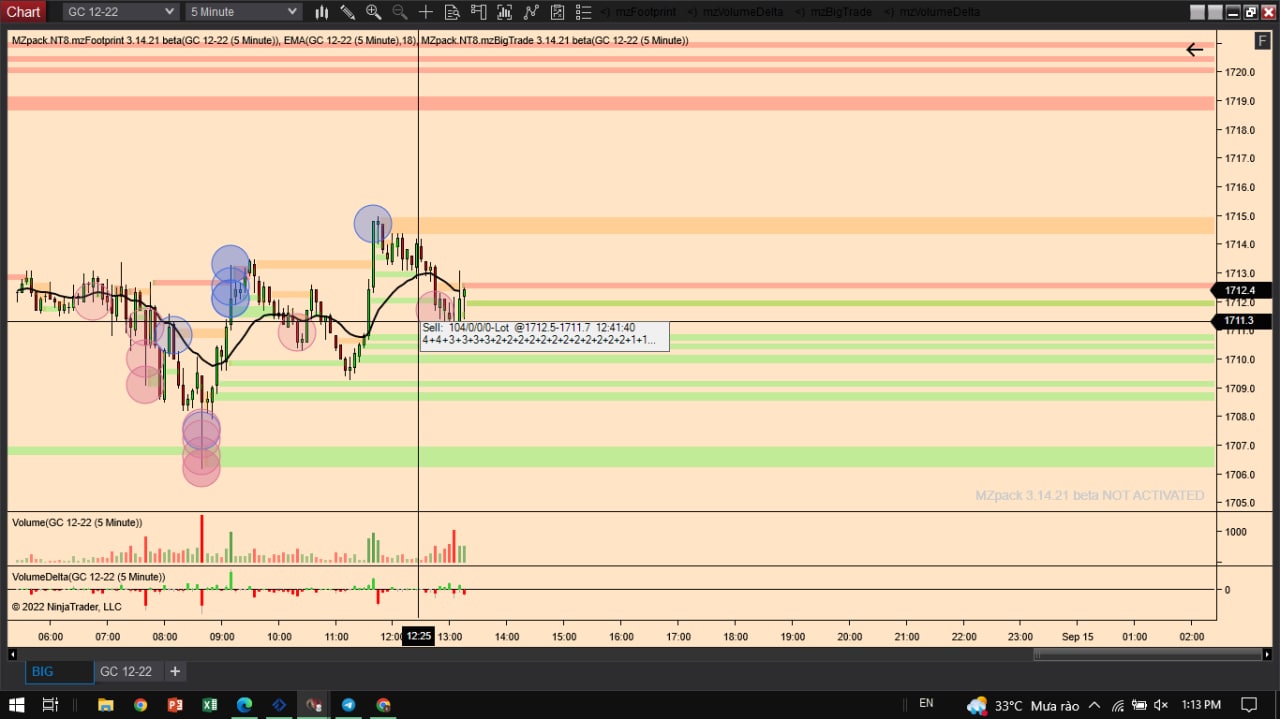 Chart GC 12-22 5 Minute <> mzFootprint <> mzVolumeDelta <> mzBigTrade <> mzVolumeDelta
MZpack.NT8.mzFootprint 3.14.21 beta(GC 12-22 (5 Minute)), EMA(GC 12-22 (5 Minute),18), MZpack.NT8.mzBigTrade 3.14.21 beta(GC 12-22 (5 Minute))
F
1720.0
1719.0
1718.0
1717.0
1716.0
1715.0
1714.0
1713.0
1712.4
1712.0
1711.3
1711.0
Sell: 104/0/0/0-Lot @1712.5-1711.7 12:41:40
4+4+3+3+3+3+2+2+2+2+2+2+2+2+2+2+2+2+2+1+1...
1710.0
1709.0
1708.0
1707.0
1706.0
1705.0
MZpack 3.14.21 beta NOT ACTIVATED
Volume(GC 12-22 (5 Minute))
1000
VolumeDelta(GC 12-22 (5 Minute))
0
© 2022 NinjaTrader, LLC
06:00 07:00 08:00 09:00 10:00 11:00 12:00 12:25 13:00 14:00 15:00 16:00 17:00 18:00 19:00 20:00 21:00 22:00 23:00 Sep 15 01:00 02:00
BIG GC 12-22 +
EN 33°C Mưa rào 1:13 PM